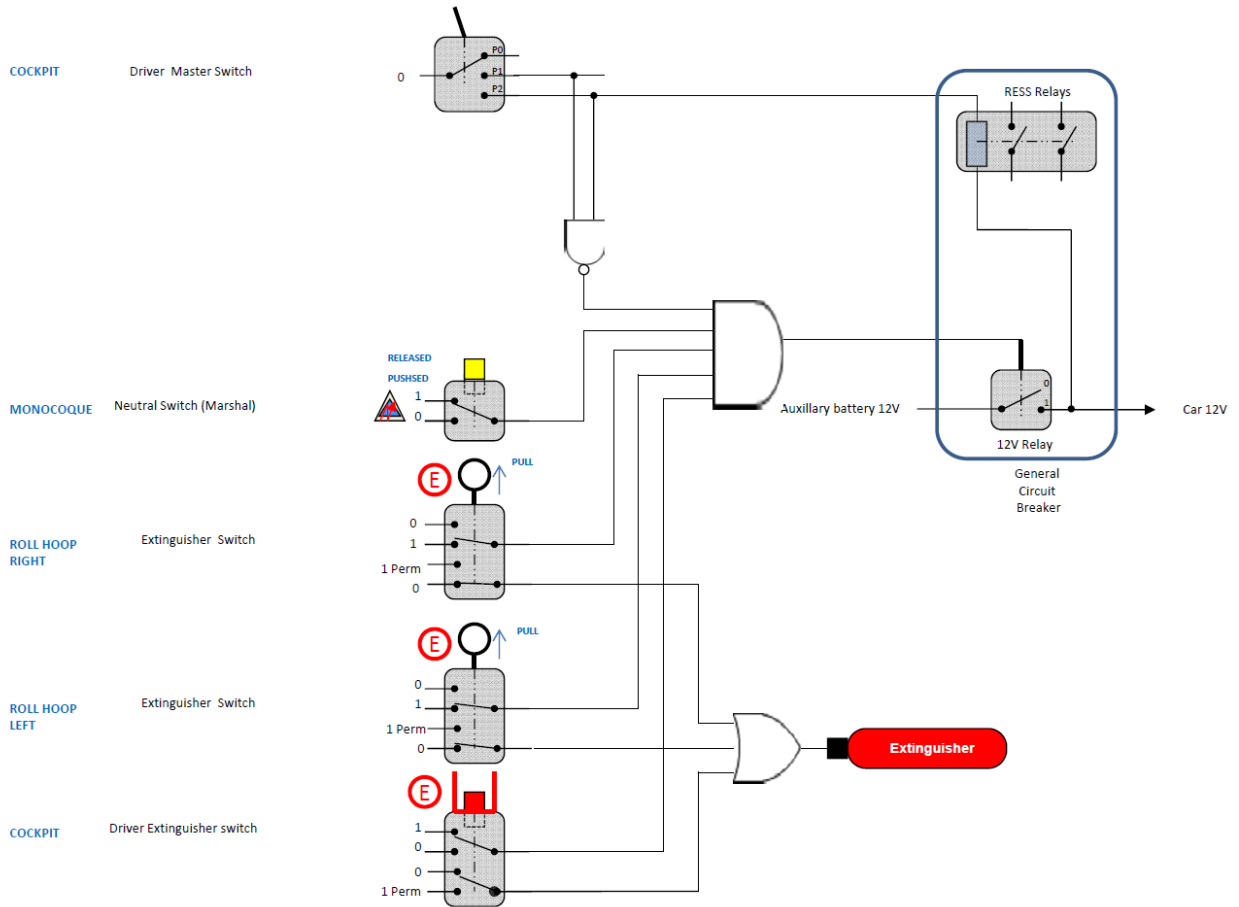 COCKPIT Driver Master Switch
0
P0
P1
P2
RESS Relays
RELEASED
PUSHSED
MONOCOQUE Neutral Switch (Marshal)
1
0
Auxillary battery 12V
0
1
Car 12V
12V Relay
General
Circuit
Breaker
E
PULL
ROLL HOOP
RIGHT
Extinguisher Switch
0
1
1 Perm
0
E
PULL
ROLL HOOP
LEFT
Extinguisher Switch
0
1
1 Perm
0
Extinguisher
E
COCKPIT Driver Extinguisher switch
1
0
0
1 Perm